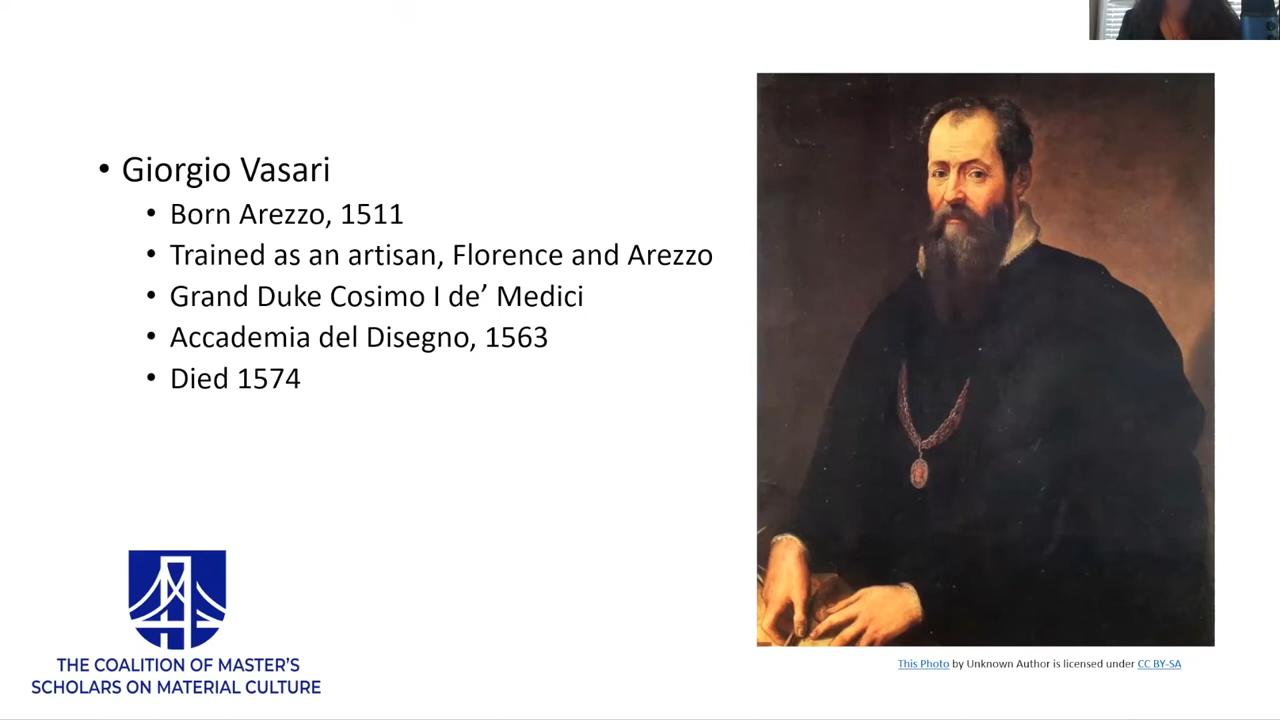 • Giorgio Vasari
• Born Arezzo, 1511
• Trained as an artisan, Florence and Arezzo
• Grand Duke Cosimo I de’ Medici
• Accademia del Disegno, 1563
• Died 1574
THE COALITION OF MASTER’S
SCHOLARS ON MATERIAL CULTURE
This Photo by Unknown Author is licensed under CC BY-SA